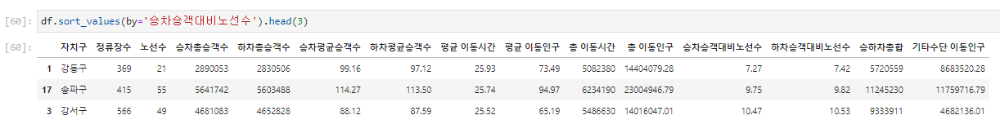 [60]: df.sort_values(by='승차승객대비노선수').head(3)
[60]: 자치구 정류장수 노선수 승차총승객수 하차총승객수 승차평균승객수 하차평균승객수 평균 이동시간 평균 이동인구 총 이동시간 총 이동인구 승차승객대비노선수 하차승객대비노선수 승하차총합 기타수단 이동인구
1 강동구 369 21 2890053 2830506 99.16 97.12 25.93 73.49 5082380 14404079.28 7.27 7.42 5720559 8683520.28
17 송파구 415 55 5641742 5603488 114.27 113.50 25.74 94.97 6234190 23004946.79 9.75 9.82 11245230 11759716.79
3 강서구 566 49 4681083 4652828 88.12 87.59 25.52 65.19 5486630 14016047.01 10.47 10.53 9333911 4682136.01